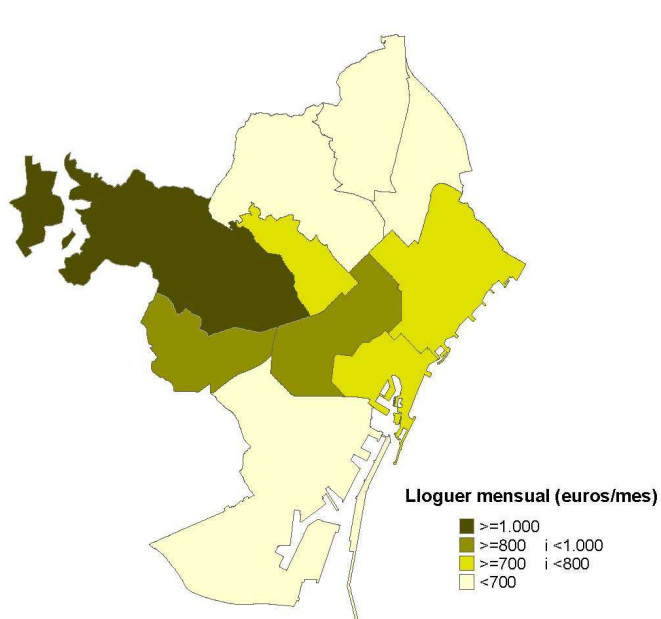 Lloguer mensual (euros/mes)
>=1.000
>=800 i <1.000
>=700 i <800
<700